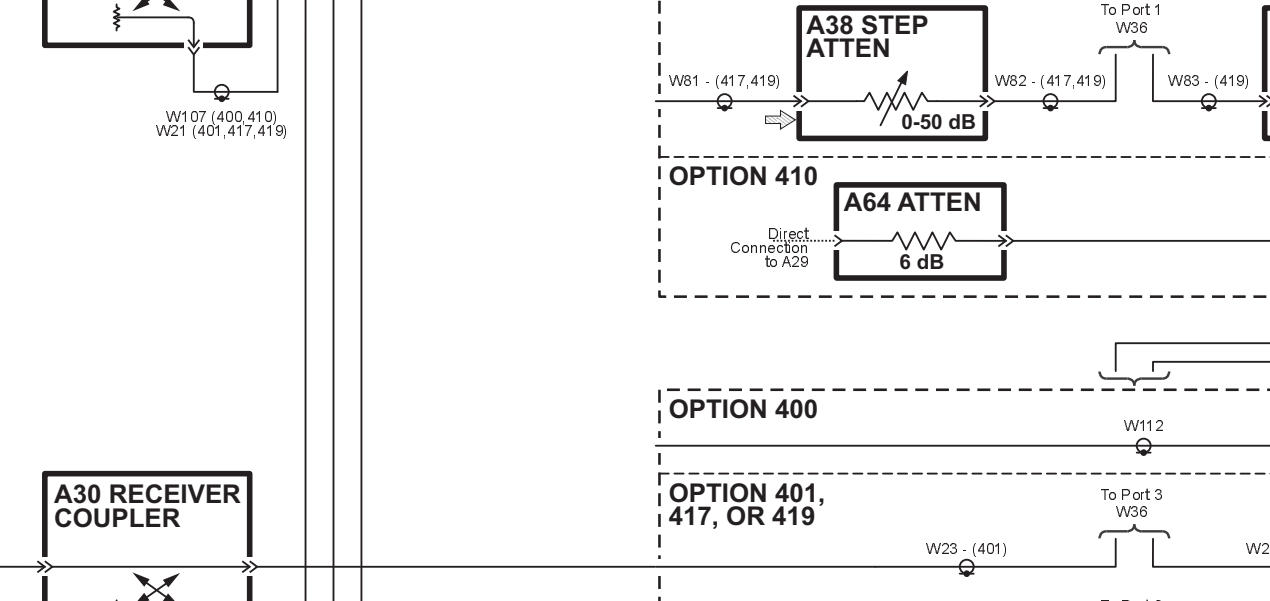 W107 (400,410)
W21 (401,417,419)
A38 STEP
ATTEN
0-50 dB
W81 - (417,419)
W82 - (417,419)
To Port 1
W36
W83 - (419)
OPTION 410
A64 ATTEN
6 dB
Direct
Connection
to A29
OPTION 400
W112
A30 RECEIVER
COUPLER
OPTION 401,
417, OR 419
W23 - (401)
To Port 3
W36
W2